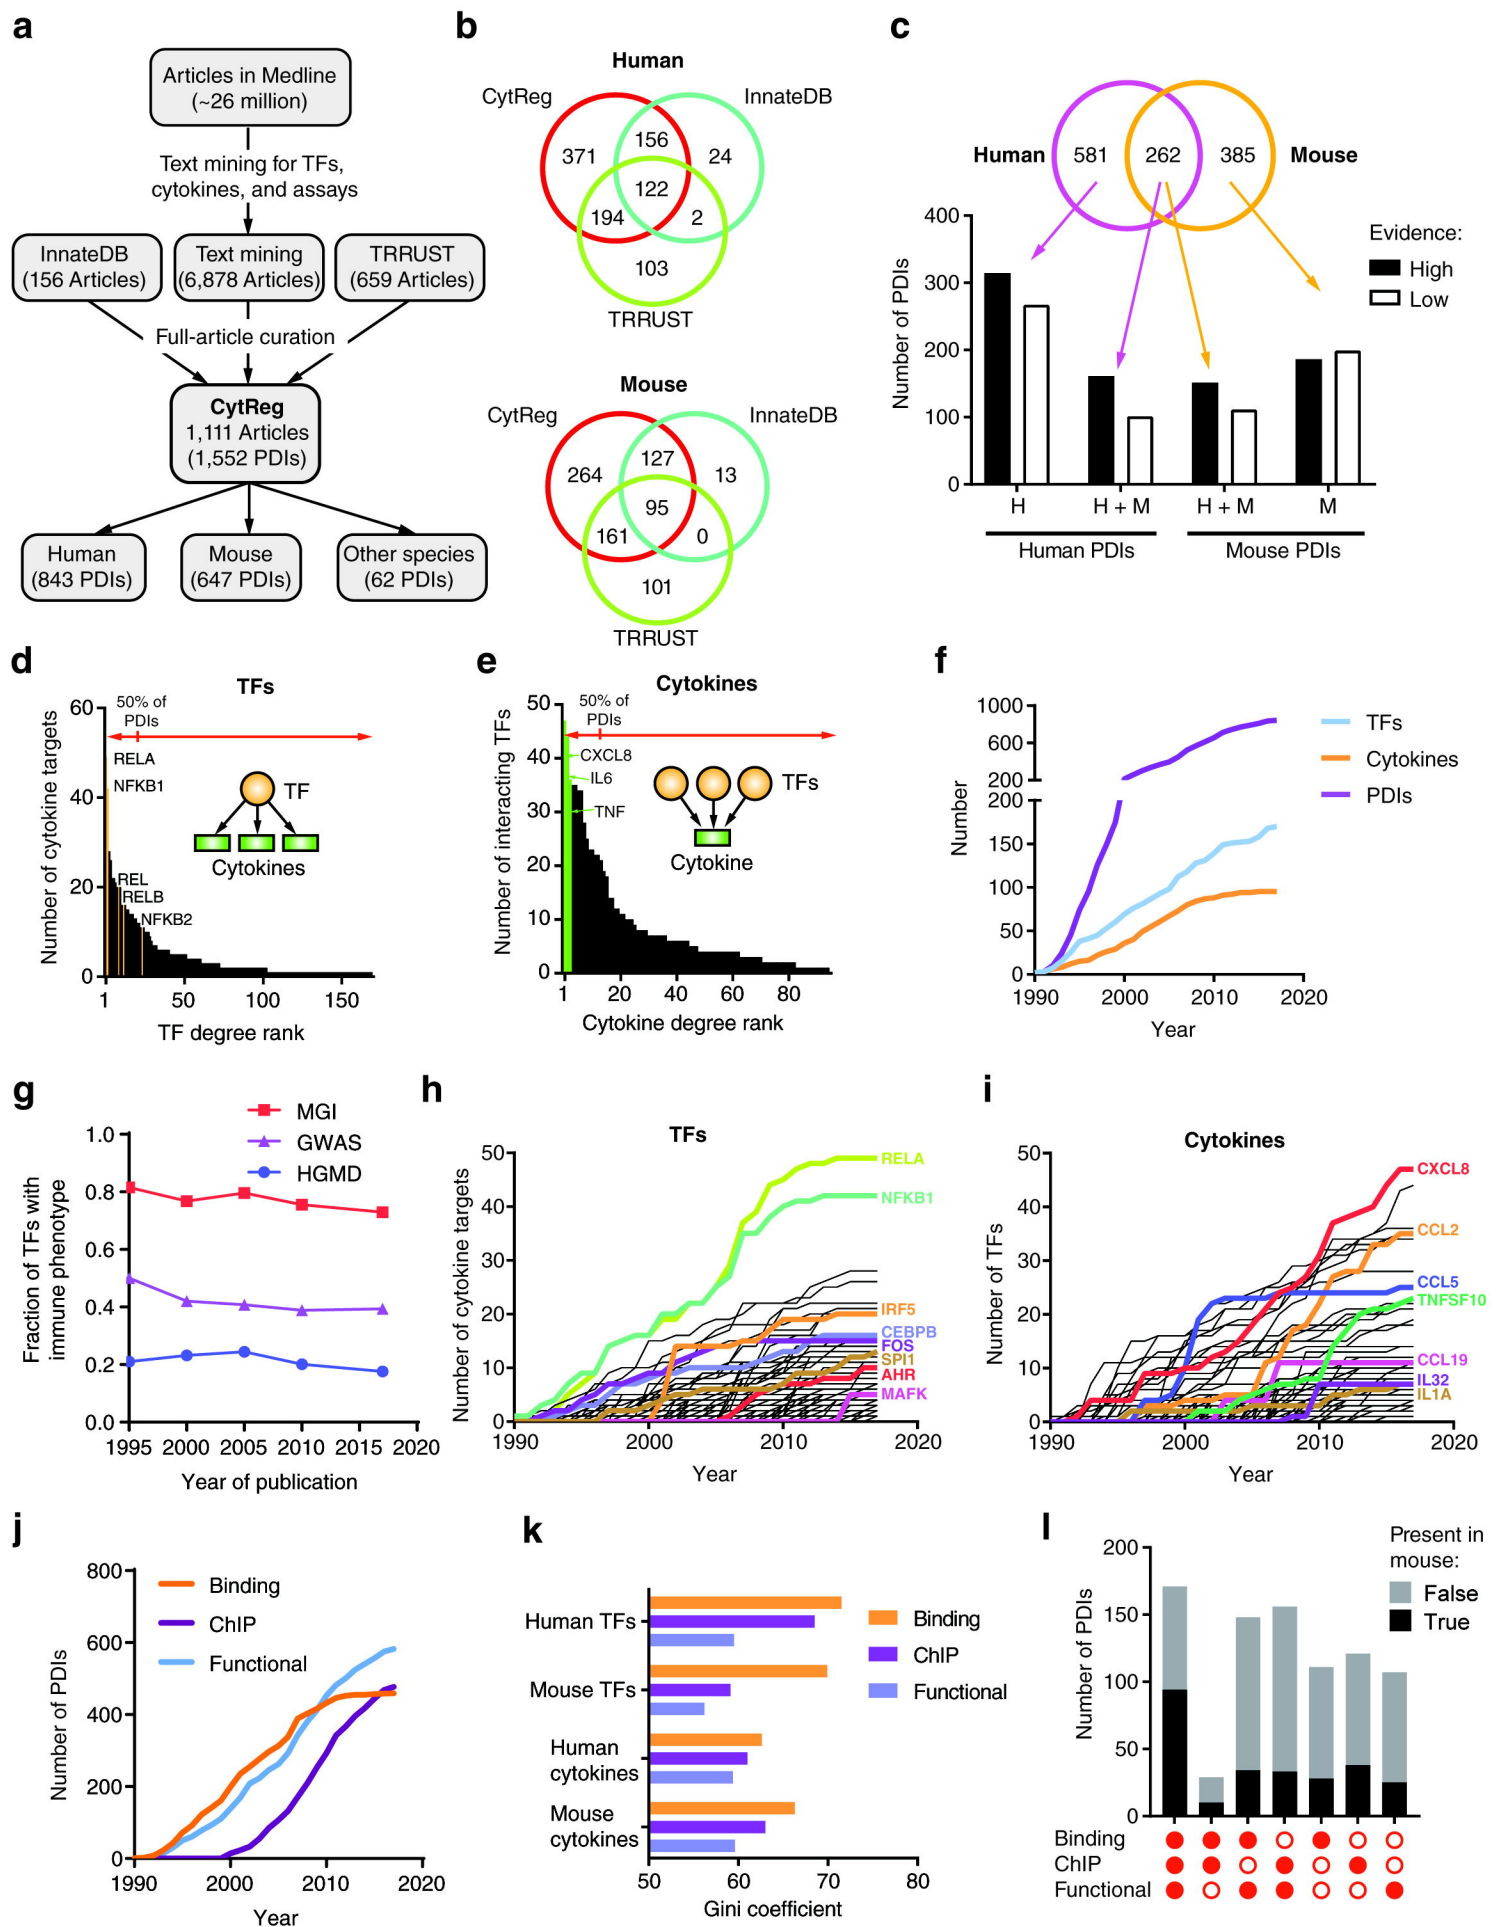 a
Articles in Medline
(~26 million)
Text mining for TFs,
cytokines, and assays
InnateDB
(156 Articles)
Text mining
(6,878 Articles)
TRRUST
(659 Articles)
Full-article curation
CytReg
1,111 Articles
(1,552 PDIs)
Human
(843 PDIs)
Mouse
(647 PDIs)
Other species
(62 PDIs)
b
Human
CytReg
InnateDB
371
156
24
122
194
2
103
TRRUST
Mouse
CytReg
InnateDB
264
127
13
95
161
0
101
TRRUST
c
Human
581
262
385
Mouse
Evidence:
High
Low
Number of PDIs
400
300
200
100
0
H
H + M
H + M
M
Human PDIs
Mouse PDIs
d
TFs
Number of cytokine targets
60
40
20
0
50% of
PDIs
RELA
NFKB1
REL
RELB
NFKB2
TF
Cytokines
1
50
100
150
TF degree rank
e
Cytokines
Number of interacting TFs
50
40
30
20
10
0
50% of
PDIs
CXCL8
IL6
TNF
TFs
Cytokine
1
20
40
60
80
Cytokine degree rank
f
Number
1000
600
200
200
150
100
50
0
TFs
Cytokines
PDIs
1990
2000
2010
2020
Year
g
MGI
GWAS
HGMD
Fraction of TFs with
immune phenotype
1.0
0.8
0.6
0.4
0.2
0.0
1995
2000
2005
2010
2015
2020
Year of publication
h
TFs
Number of cytokine targets
50
40
30
20
10
0
RELA
NFKB1
IRF5
CEBPB
FOS
SPI1
AHR
MAFK
1990
2000
2010
2020
Year
i
Cytokines
Number of TFs
50
40
30
20
10
0
CXCL8
CCL2
CCL5
TNFSF10
CCL19
IL32
IL1A
1990
2000
2010
2020
Year
j
Number of PDIs
800
600
400
200
0
Binding
ChIP
Functional
1990
2000
2010
2020
Year
k
Human TFs
Mouse TFs
Human
cytokines
Mouse
cytokines
Binding
ChIP
Functional
50
60
70
80
Gini coefficient
l
Present in
mouse:
False
True
Number of PDIs
200
150
100
50
0
Binding
ChIP
Functional